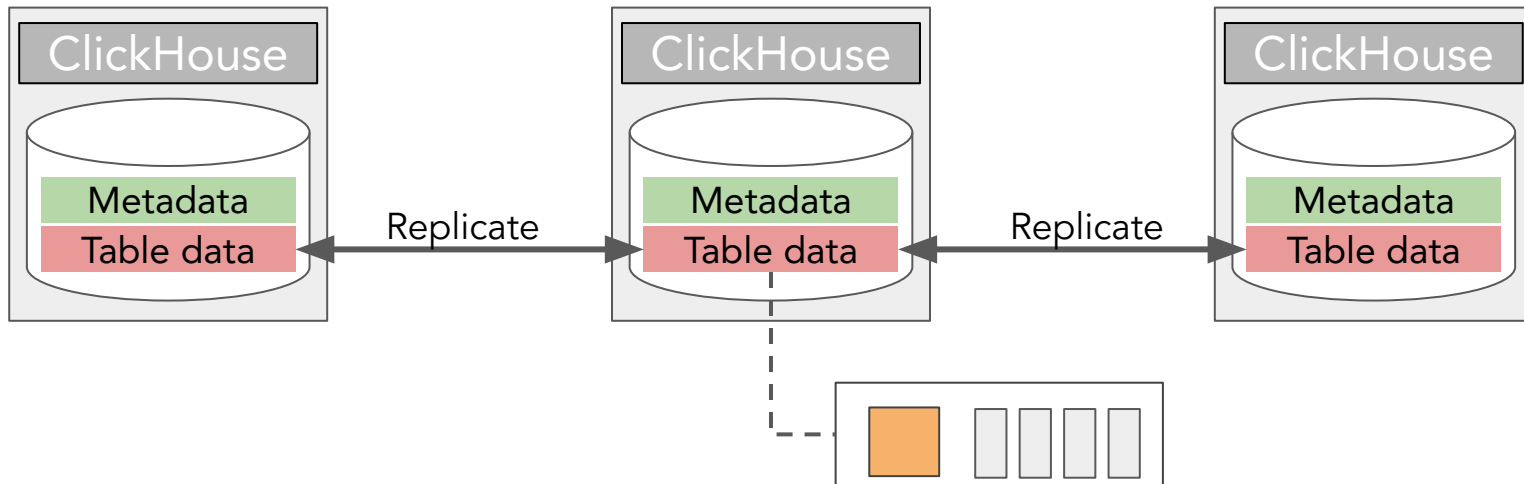 ClickHouse
Metadata
Table data
Replicate
ClickHouse
Metadata
Table data
Replicate
ClickHouse
Metadata
Table data